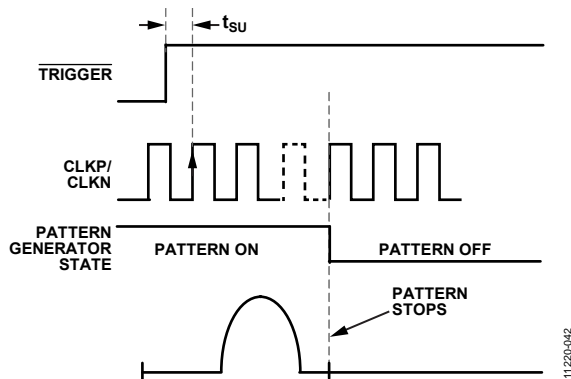 tSU
TRIGGER
CLKP/
CLKN
PATTERN
GENERATOR
STATE
PATTERN ON
PATTERN OFF
PATTERN
STOPS
11220-042